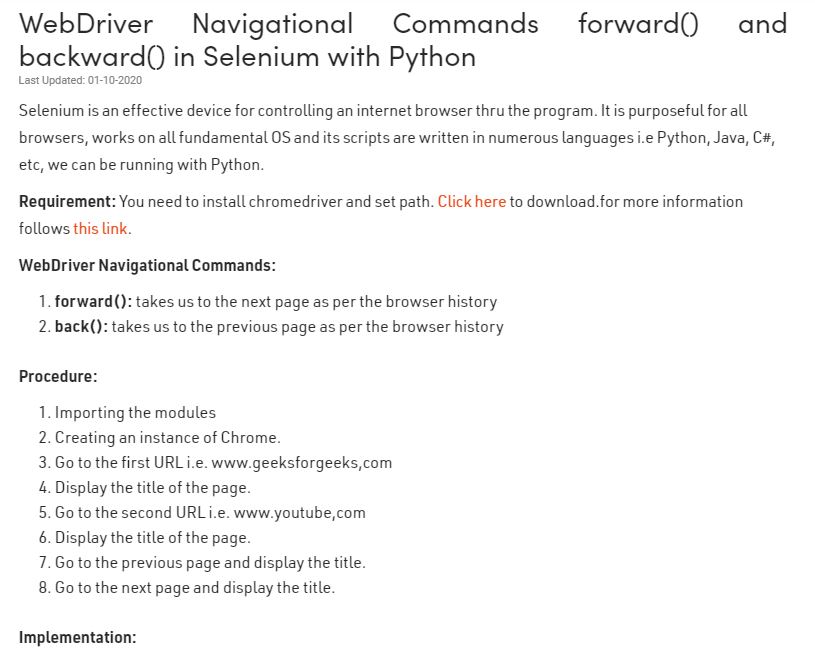 WebDriver Navigational Commands forward() and
backward() in Selenium with Python
Last Updated: 01-10-2020
Selenium is an effective device for controlling an internet browser thru the program. It is purposeful for all
browsers, works on all fundamental OS and its scripts are written in numerous languages i.e Python, Java, C#,
etc, we can be running with Python.
Requirement: You need to install chromedriver and set path. Click here to download.for more information
follows this link.
WebDriver Navigational Commands:
1. forward(): takes us to the next page as per the browser history
2. back(): takes us to the previous page as per the browser history
Procedure:
1. Importing the modules
2. Creating an instance of Chrome.
3. Go to the first URL i.e. www.geeksforgeeks,com
4. Display the title of the page.
5. Go to the second URL i.e. www.youtube,com
6. Display the title of the page.
7. Go to the previous page and display the title.
8. Go to the next page and display the title.
Implementation: